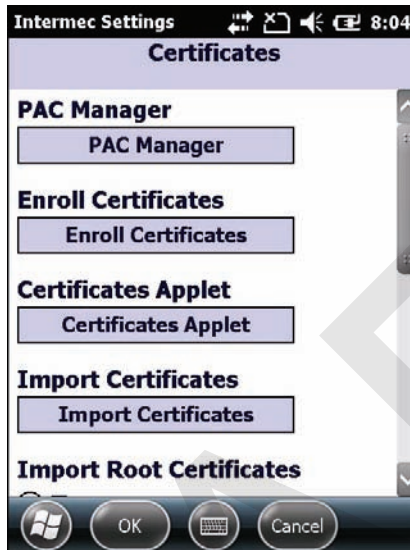 Intermec Settings 8:04
Certificates
PAC Manager
PAC Manager
Enroll Certificates
Enroll Certificates
Certificates Applet
Certificates Applet
Import Certificates
Import Certificates
Import Root Certificates
OK Cancel